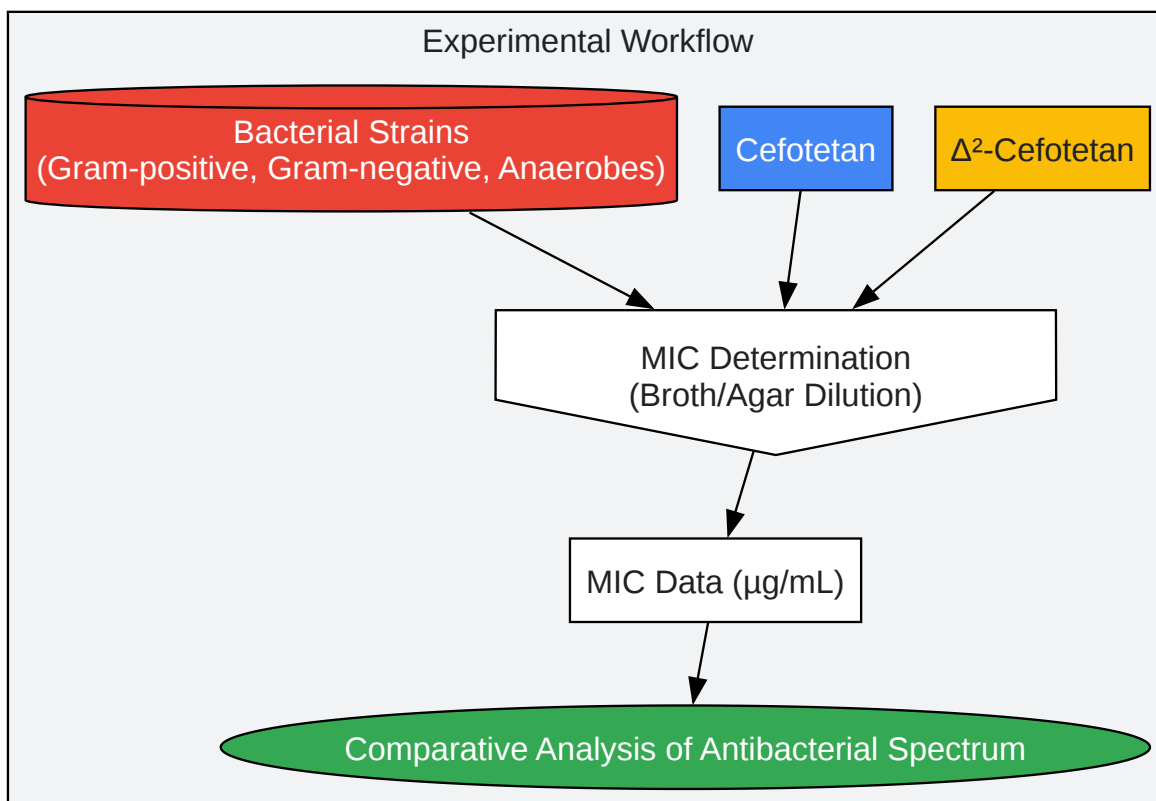 Experimental Workflow
Bacterial Strains
(Gram-positive, Gram-negative, Anaerobes)
Cefotetan
Δ²-Cefotetan
MIC Determination
(Broth/Agar Dilution)
MIC Data (µg/mL)
Comparative Analysis of Antibacterial Spectrum